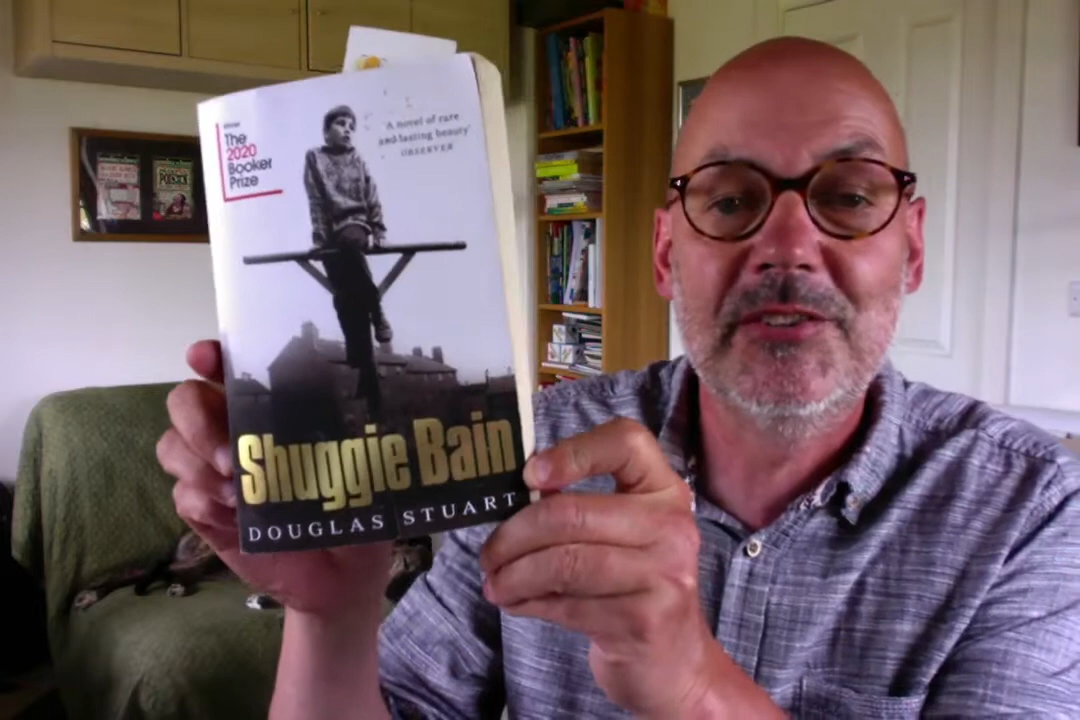 winner
The
2020
Booker
Prize
'A novel of rare
and lasting beauty'
OBSERVER
Shuggie Bain
DOUGLAS STUART